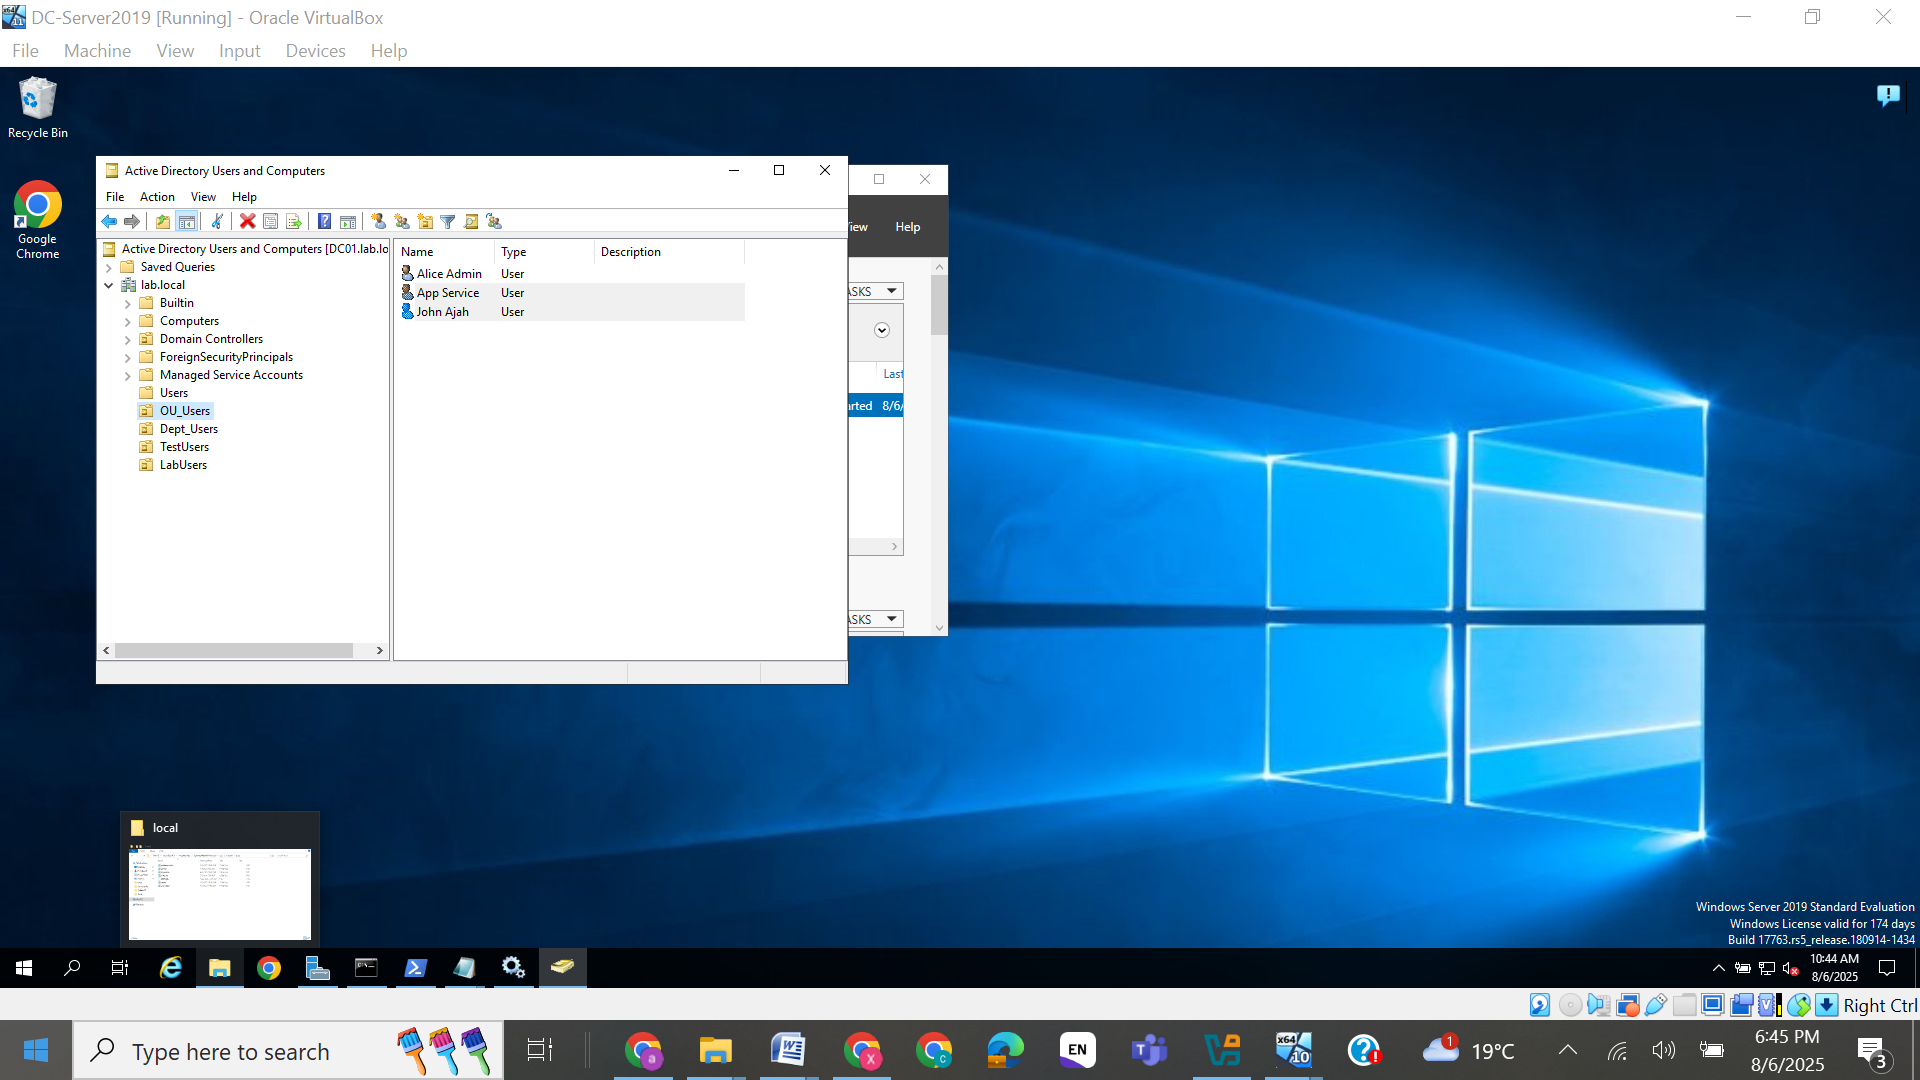 DC-Server2019 [Running] - Oracle VirtualBox
File Machine View Input Devices Help
Recycle Bin
Google
Chrome
Active Directory Users and Computers
File Action View Help
Active Directory Users and Computers [DC01.lab.lo
Saved Queries
lab.local
Builtin
Computers
Domain Controllers
ForeignSecurityPrincipals
Managed Service Accounts
Users
OU_Users
Dept_Users
TestUsers
LabUsers
Name Type Description
Alice Admin User
App Service User
John Ajah User
iew Help
ASKS
Last
arted 8/6/
ASKS
local
Windows Server 2019 Standard Evaluation
Windows License valid for 174 days
Build 17763.rs5_release.180914-1434
10:44 AM
8/6/2025
Right Ctrl
Type here to search
a
x
c
EN
x64
10
1
19°C
6:45 PM
8/6/2025
3